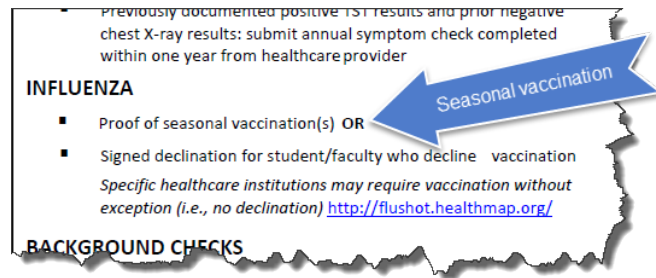 ▪ Previously documented positive TST results and prior negative
chest X-ray results: submit annual symptom check completed
within one year from healthcare provider
INFLUENZA
▪ Proof of seasonal vaccination(s) OR
Seasonal vaccination
▪ Signed declination for student/faculty who decline vaccination
Specific healthcare institutions may require vaccination without
exception (i.e., no declination) http://flushot.healthmap.org/
BACKGROUND CHECKS